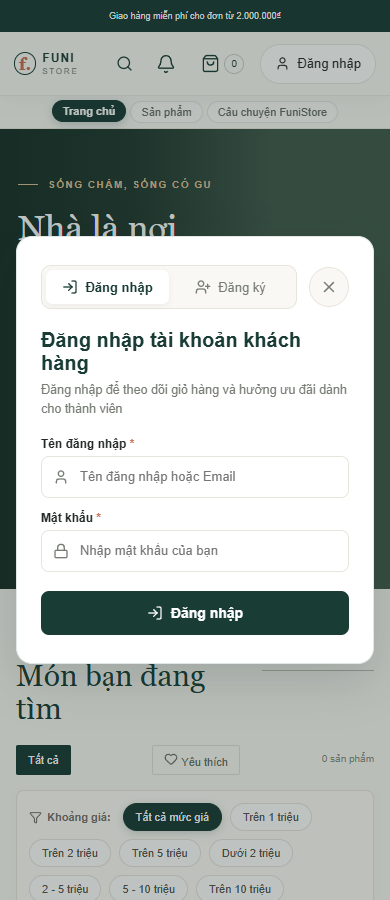 Giao hàng miễn phí cho đơn từ 2.000.000₫
f. FUNI
STORE
0
Đăng nhập
Trang chủ
Sản phẩm
Câu chuyện FuniStore
SỐNG CHẬM, SỐNG CÓ GU
Nhà là nơi
Đăng nhập
Đăng ký
Đăng nhập tài khoản khách
hàng
Đăng nhập để theo dõi giỏ hàng và hưởng ưu đãi dành
cho thành viên
Tên đăng nhập *
Tên đăng nhập hoặc Email
Mật khẩu *
Nhập mật khẩu của bạn
Đăng nhập
Món bạn đang
tìm
Tất cả
Yêu thích
0 sản phẩm
Khoảng giá:
Tất cả mức giá
Trên 1 triệu
Trên 2 triệu
Trên 5 triệu
Dưới 2 triệu
2 - 5 triệu
5 - 10 triệu
Trên 10 triệu